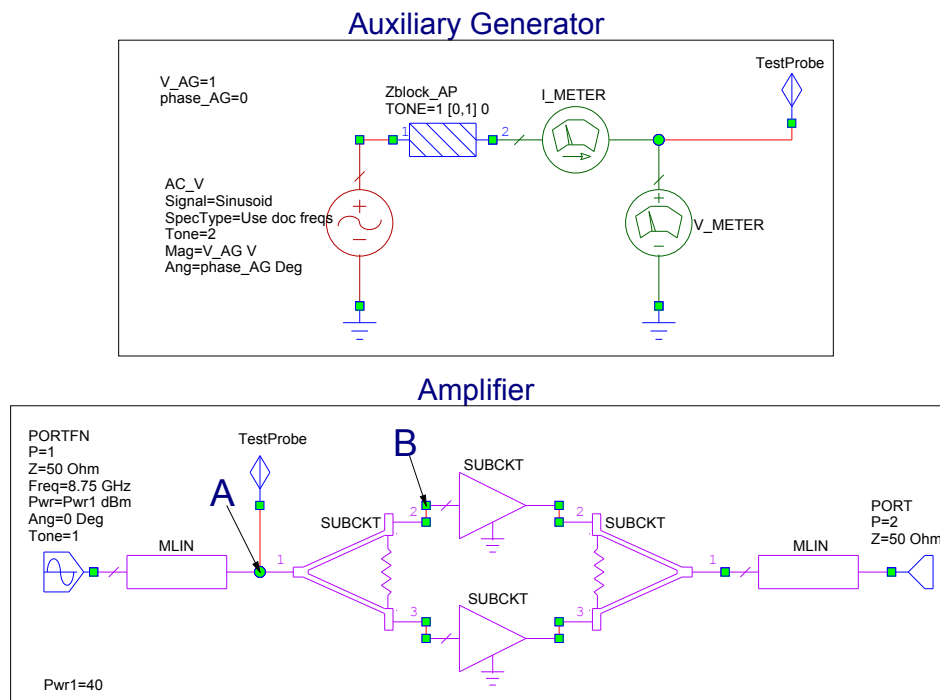 Auxiliary Generator
V_AG=1
phase_AG=0
TestProbe
Zblock_AP
TONE=1 [0,1] 0
I_METER
1
2
AC_V
Signal=Sinusoid
SpecType=Use doc freqs
Tone=2
Mag=V_AG V
Ang=phase_AG Deg
V_METER
Amplifier
PORTFN
P=1
Z=50 Ohm
Freq=8.75 GHz
Pwr=Pwr1 dBm
Ang=0 Deg
Tone=1
TestProbe
A
B
MLIN
1
SUBCKT
2
3
SUBCKT
SUBCKT
SUBCKT
2
3
1
MLIN
PORT
P=2
Z=50 Ohm
Pwr1=40